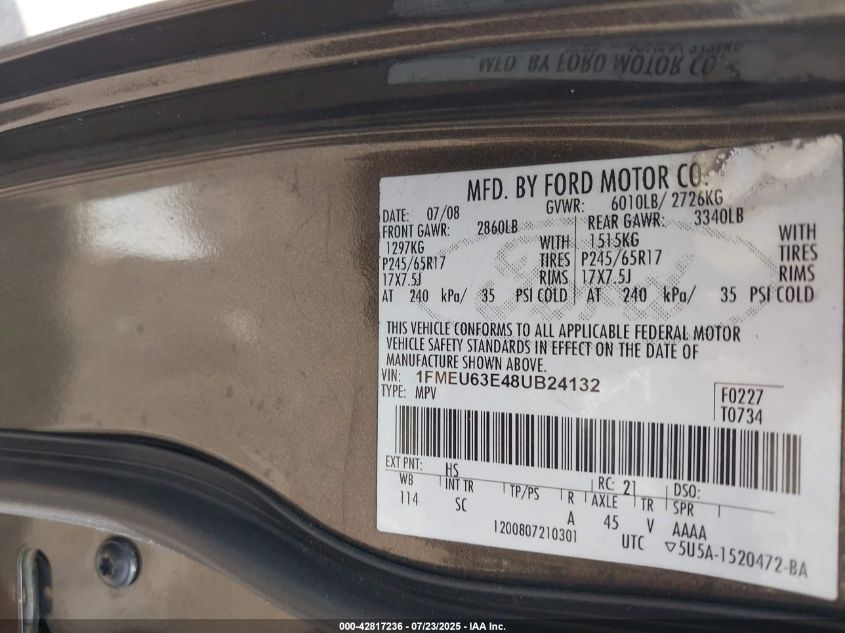 MFD. BY FORD MOTOR CO.
MFD. BY FORD MOTOR CO.
DATE: 07/08 GVWR: 6010LB/ 2726KG
FRONT GAWR: 2860LB REAR GAWR: 3340LB
1297KG WITH 1515KG WITH
P245/65R17 TIRES P245/65R17 TIRES
17X7.5J RIMS 17X7.5J RIMS
AT 240 kPa/ 35 PSI COLD AT 240 kPa/ 35 PSI COLD
THIS VEHICLE CONFORMS TO ALL APPLICABLE FEDERAL MOTOR
VEHICLE SAFETY STANDARDS IN EFFECT ON THE DATE OF
MANUFACTURE SHOWN ABOVE.
VIN: 1FMEU63E48UB24132
TYPE: MPV
F0227
T0734
EXT PNT: HS RC: 21 DSO:
WB INT TR TP/PS R AXLE TR SPR
114 SC A 45 V AAAA
1200807210301 UTC ▽5U5A-1520472-BA
000-42817236 - 07/23/2025 - IAA Inc.